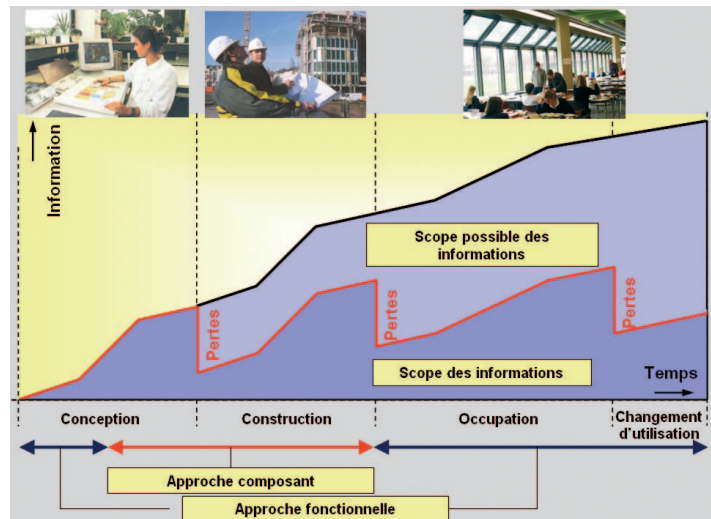 Information
Scope possible des
informations
Pertes
Pertes
Pertes
Scope des informations
Temps
Conception
Construction
Occupation
Changement
d'utilisation
Approche composant
Approche fonctionnelle